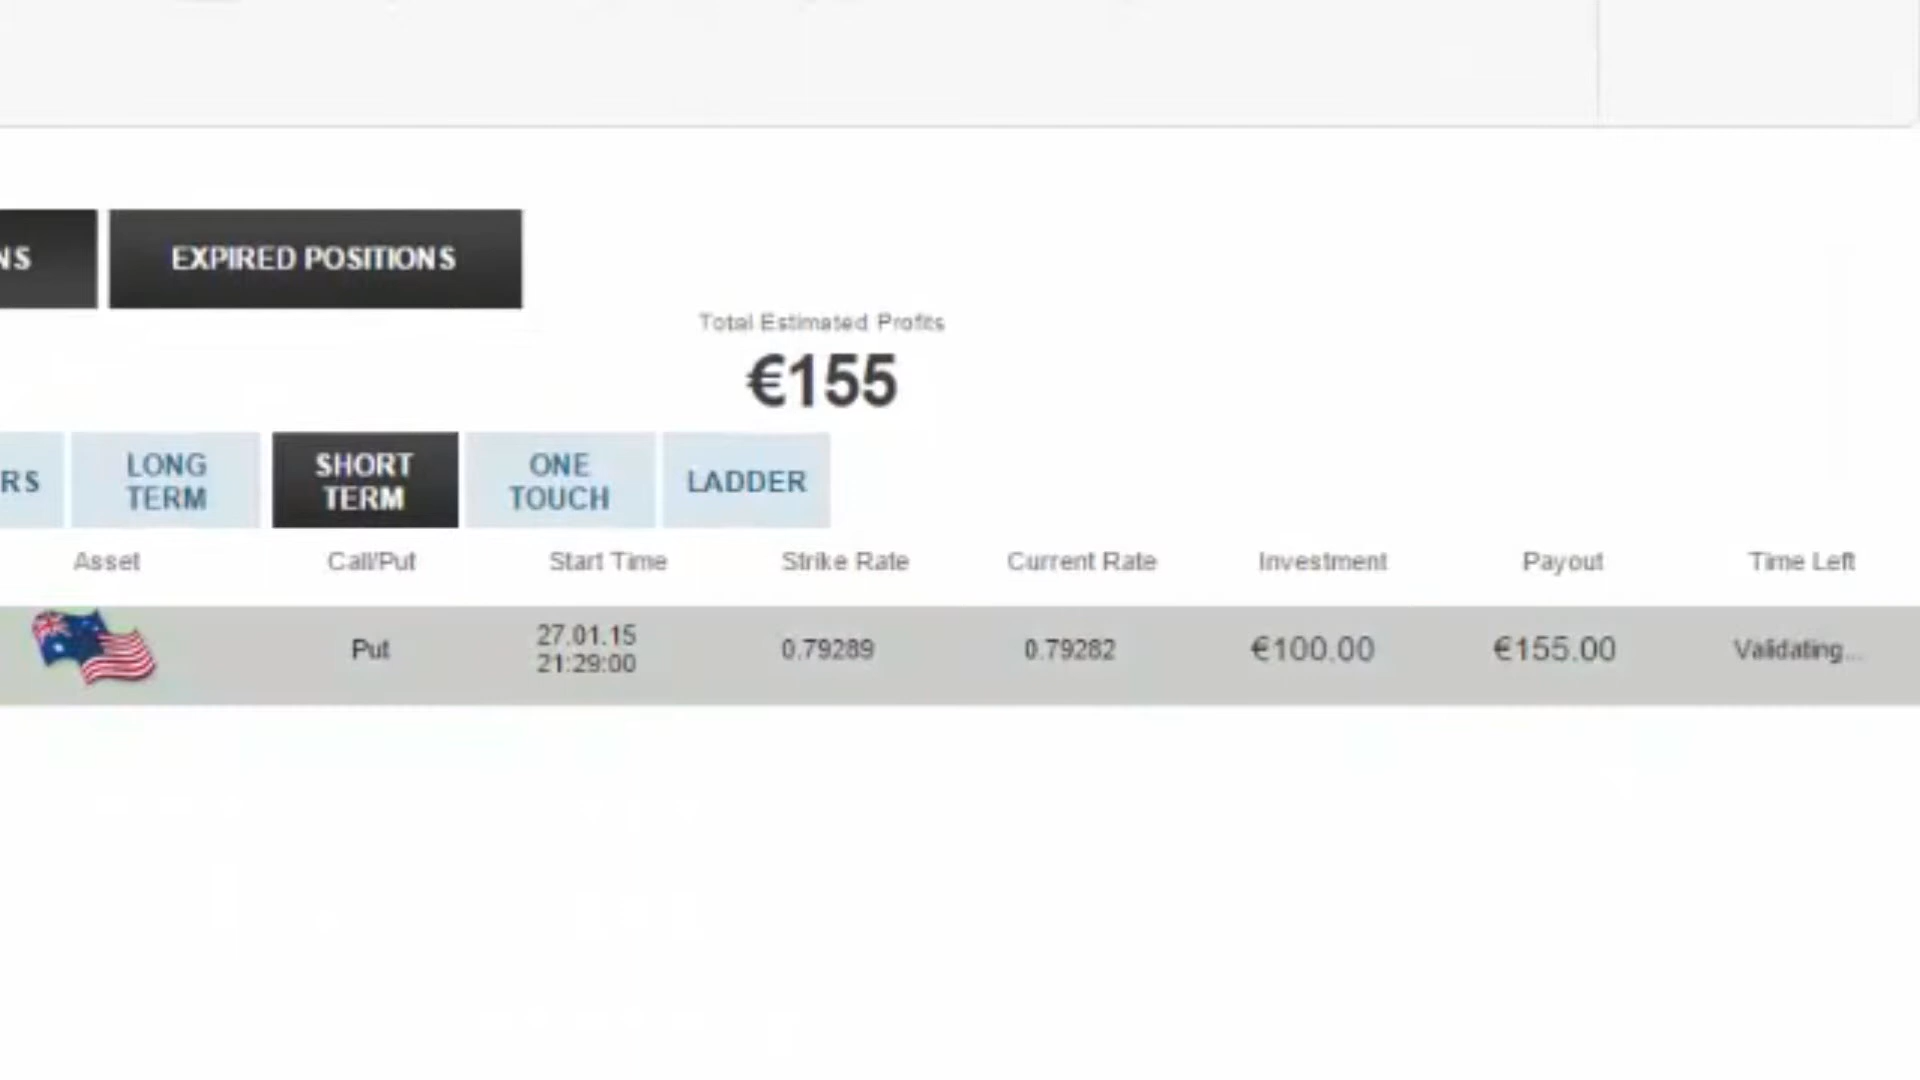 NS
EXPIRED POSITIONS
Total Estimated Profits
€155
RS
LONG
TERM
SHORT
TERM
ONE
TOUCH
LADDER
Asset
Call/Put
Start Time
Strike Rate
Current Rate
Investment
Payout
Time Left
Put
27.01.15
21:29:00
0.79289
0.79282
€100.00
€155.00
Validating...